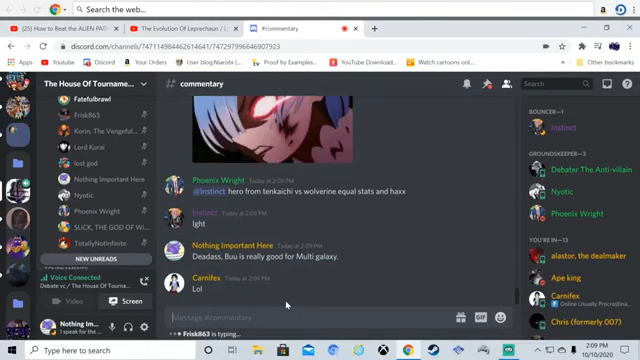 [How to Beat the ALIEN PAT
The Evolution Of Leprechaun / L
#commentary
discord.com/channels/747114984462614641/747297996646907923
Apps
Debate
Discord
Your Orders
User blog:Narobi (
Proof by Examples...
YouTube
Watch cartoons onl...
Other bookmarks
The House Of Tourname...
# commentary
Search
Fatefulbrawl
Frisk863
Korin, The Vengeful
Lord Kurai
lost god
Nothing Important Here
Nyotic
Phoenix Wright
SLICK, THE GOD OF WI
TotallyNotInfinite
NEW UNREADS
Voice Connected
Debate vc / The House Of Tourna
Video
Screen
Nothing Im...
I speak for the
Phoenix Wright Today at 2:09 PM
@Instinct hero from tenkaichi vs wolverine equal stats and haxx
Instinct Today at 2:09 PM
Ight
Nothing Important Here Today at 2:09 PM
Deadass, Buu is really good for Multi galaxy.
Carnifex Today at 2:09 PM
Lol
Message #commentary
GIF
Frisk863 is typing...
BOUNCER—1
Instinct
GROUNDSKEEPER—3
Debater The Anti-villain
Nyotic
Phoenix Wright
YOU'RE IN—13
alastor, the dealmaker
Ape king
Carnifex
Online Usually Procrastina
Chris (formerly 007)
Type here to search
2:09 PM
10/10/2020